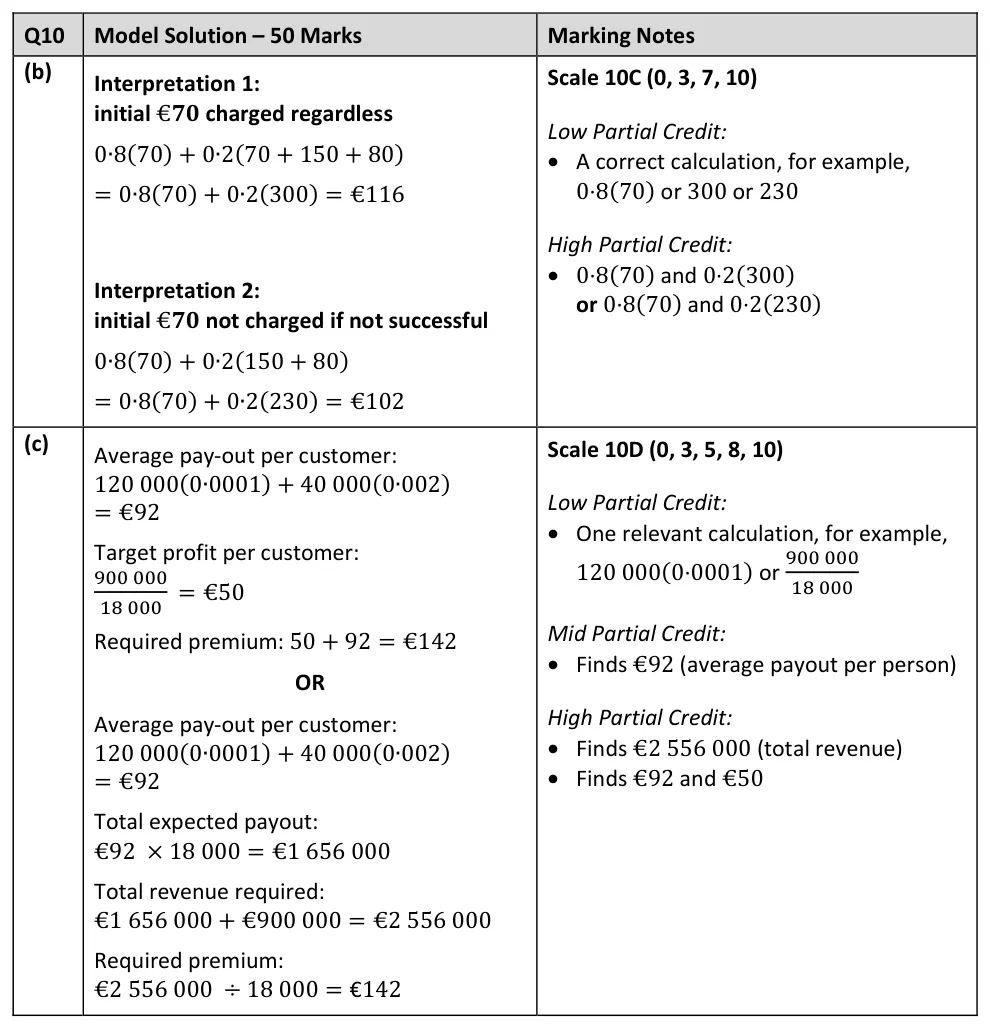 Q10 Model Solution – 50 Marks Marking Notes
(b)
Interpretation 1:
initial €70 charged regardless
0·8(70) + 0·2(70 + 150 + 80)
= 0·8(70) + 0·2(300) = €116
Interpretation 2:
initial €70 not charged if not successful
0·8(70) + 0·2(150 + 80)
= 0·8(70) + 0·2(230) = €102
Scale 10C (0, 3, 7, 10)
Low Partial Credit:
• A correct calculation, for example,
0·8(70) or 300 or 230
High Partial Credit:
• 0·8(70) and 0·2(300)
or 0·8(70) and 0·2(230)
(c)
Average pay-out per customer:
120 000(0·0001) + 40 000(0·002)
= €92
Target profit per customer:
900 000
18 000 = €50
Required premium: 50 + 92 = €142
OR
Average pay-out per customer:
120 000(0·0001) + 40 000(0·002)
= €92
Total expected payout:
€92 × 18 000 = €1 656 000
Total revenue required:
€1 656 000 + €900 000 = €2 556 000
Required premium:
€2 556 000 ÷ 18 000 = €142
Scale 10D (0, 3, 5, 8, 10)
Low Partial Credit:
• One relevant calculation, for example,
120 000(0·0001) or 900 000
18 000
Mid Partial Credit:
• Finds €92 (average payout per person)
High Partial Credit:
• Finds €2 556 000 (total revenue)
• Finds €92 and €50